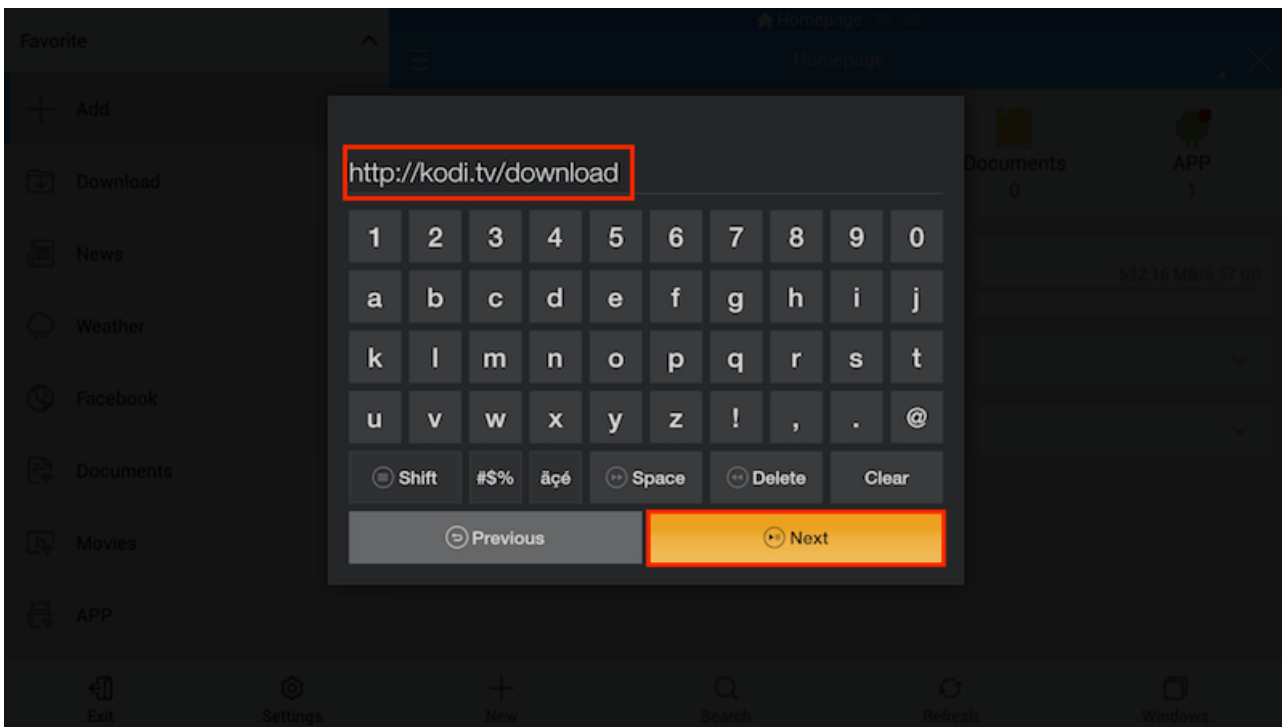 Homepage
Favorite
Homepage
Add
http://kodi.tv/download
Documents
APP
0
1
Download
1 2 3 4 5 6 7 8 9 0
News
532.16 MB/5.57 GB
a b c d e f g h i j
Weather
k l m n o p q r s t
Facebook
u v w x y z ! , . @
Documents
Shift #$% āçé Space Delete Clear
Movies
Previous Next
APP
Exit Settings New Search Refresh Windows